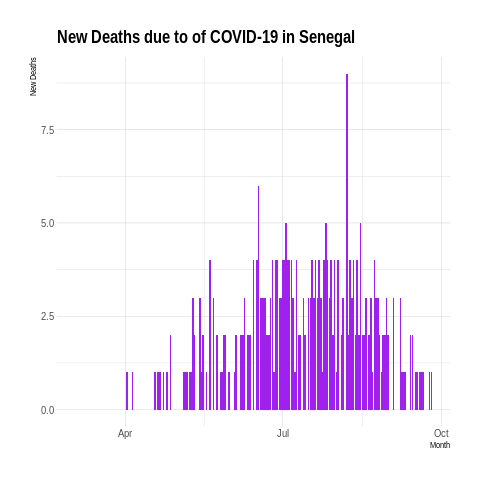 New Deaths due to of COVID-19 in Senegal
New Deaths
7.5
5.0
2.5
0.0
Apr Jul Oct
Month